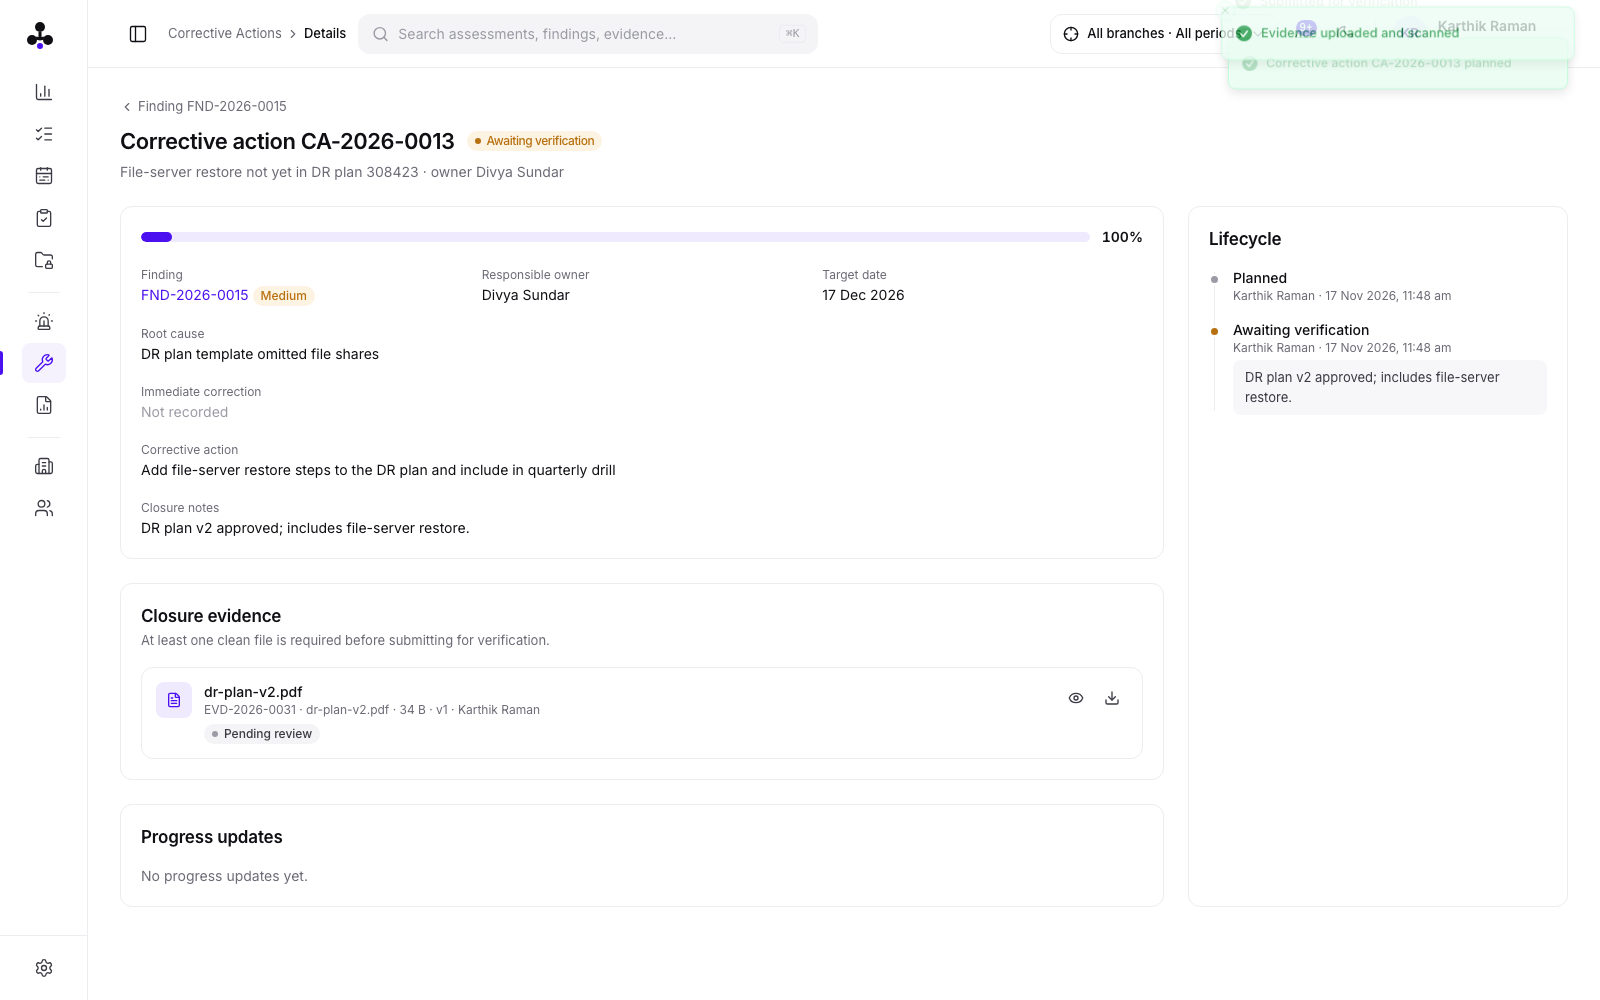 Corrective Actions > Details
Search assessments, findings, evidence...
⌘K
All branches · All periods
9+
KR
Karthik Raman
Submitted for verification
Evidence uploaded and scanned
Corrective action CA-2026-0013 planned
Finding FND-2026-0015
Corrective action CA-2026-0013
Awaiting verification
File-server restore not yet in DR plan 308423 · owner Divya Sundar
100%
Finding
FND-2026-0015 Medium
Responsible owner
Divya Sundar
Target date
17 Dec 2026
Root cause
DR plan template omitted file shares
Immediate correction
Not recorded
Corrective action
Add file-server restore steps to the DR plan and include in quarterly drill
Closure notes
DR plan v2 approved; includes file-server restore.
Closure evidence
At least one clean file is required before submitting for verification.
dr-plan-v2.pdf
EVD-2026-0031 · dr-plan-v2.pdf · 34 B · v1 · Karthik Raman
Pending review
Progress updates
No progress updates yet.
Lifecycle
Planned
Karthik Raman · 17 Nov 2026, 11:48 am
Awaiting verification
Karthik Raman · 17 Nov 2026, 11:48 am
DR plan v2 approved; includes file-server
restore.